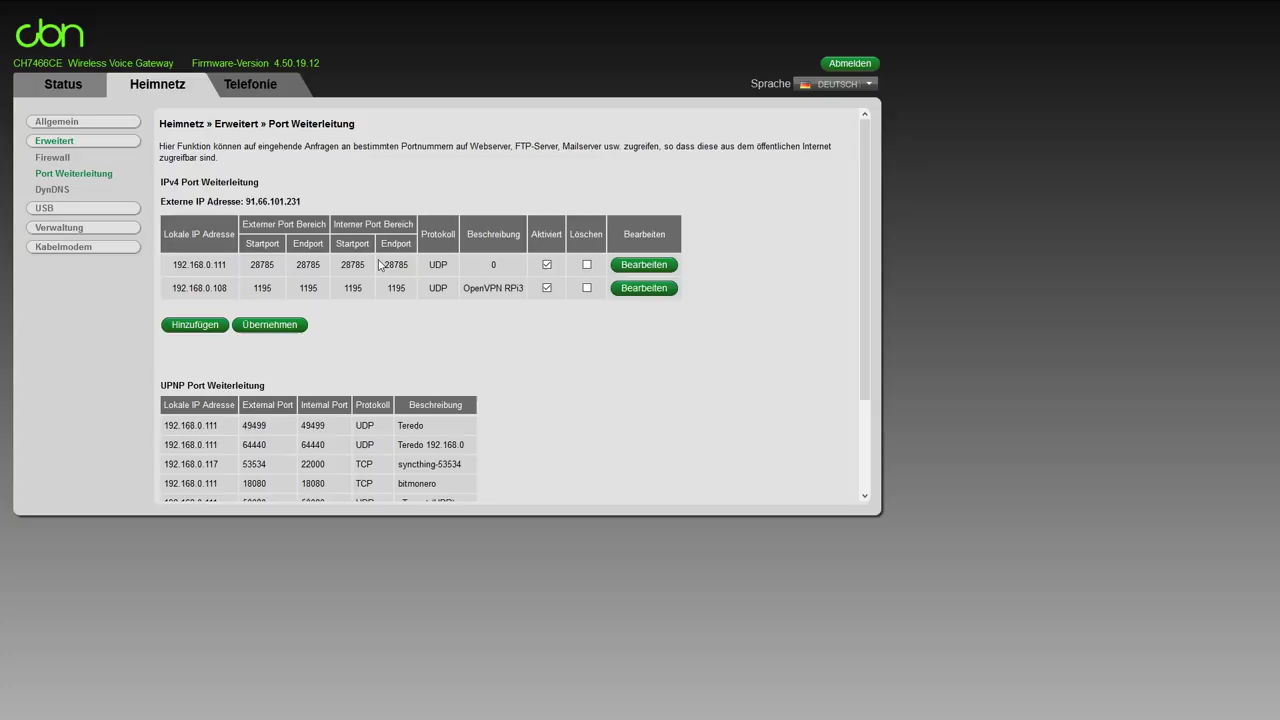 cbn
CH7466CE Wireless Voice Gateway Firmware-Version 4.50.19.12
Abmelden
Status Heimnetz Telefonie
Sprache DEUTSCH
Allgemein
Erweitert
Firewall
Port Weiterleitung
DynDNS
USB
Verwaltung
Kabelmodem
Heimnetz » Erweitert » Port Weiterleitung
Hier Funktion können auf eingehende Anfragen an bestimmten Portnummern auf Webserver, FTP-Server, Mailserver usw. zugreifen, so dass diese aus dem öffentlichen Internet
zugreifbar sind.
IPv4 Port Weiterleitung
Externe IP Adresse: 91.66.101.231
Lokale IP Adresse Externer Port Bereich Interner Port Bereich Protokoll Beschreibung Aktiviert Löschen Bearbeiten
Startport Endport Startport Endport
192.168.0.111 28785 28785 28785 28785 UDP 0 Bearbeiten
192.168.0.108 1195 1195 1195 1195 UDP OpenVPN RPi3 Bearbeiten
Hinzufügen Übernehmen
UPNP Port Weiterleitung
Lokale IP Adresse External Port Internal Port Protokoll Beschreibung
192.168.0.111 49499 49499 UDP Teredo
192.168.0.111 64440 64440 UDP Teredo 192.168.0
192.168.0.117 53534 22000 TCP syncthing-53534
192.168.0.111 18080 18080 TCP bitmonero